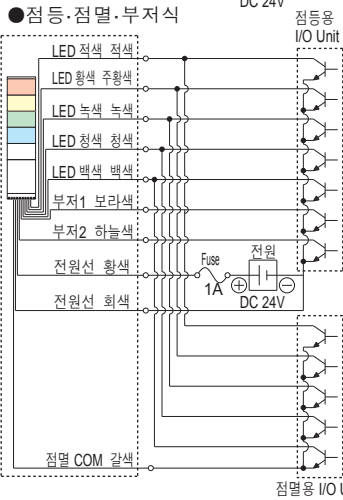 DC 24V
●점등·점멸·부저식
점등용
I/O Unit
LED 적색 적색
LED 황색 주황색
LED 녹색 녹색
LED 청색 청색
LED 백색 백색
부저1 보라색
부저2 하늘색
전원선 황색
Fuse
전원
1A
DC 24V
전원선 회색
점멸 COM 갈색
점멸용 I/O U